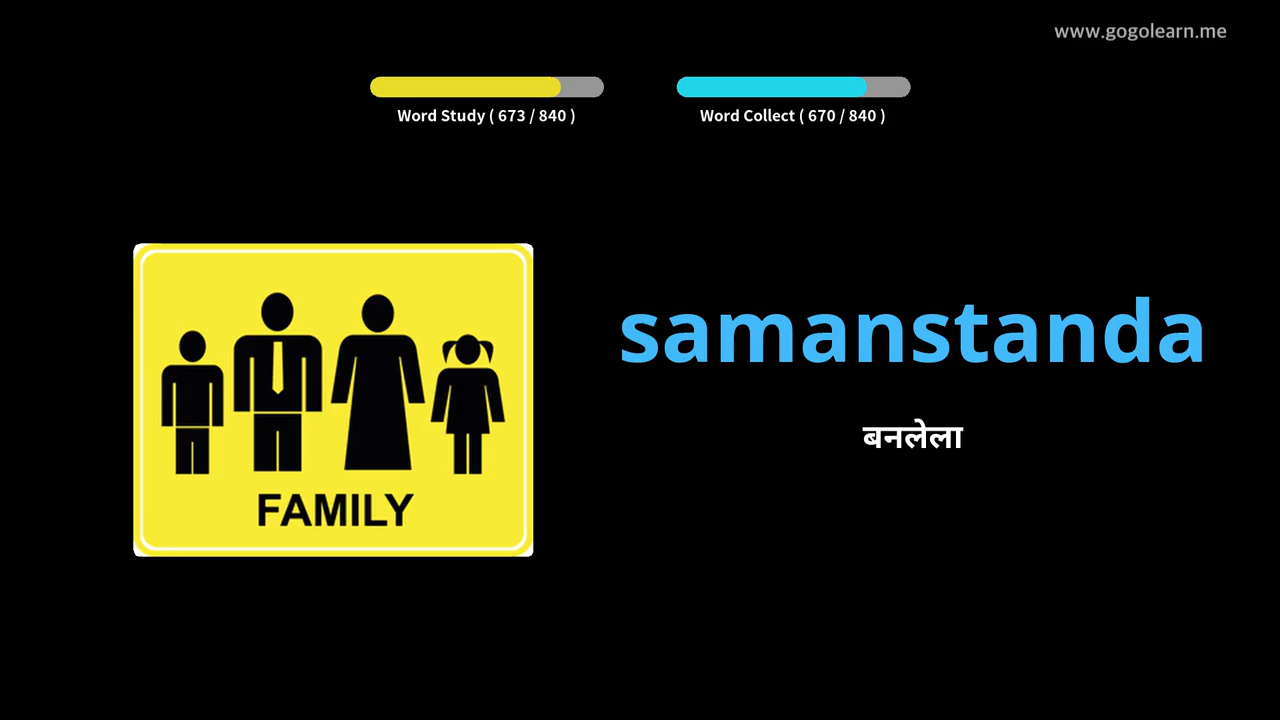 www.gogolearn.me
Word Study ( 673 / 840 )
Word Collect ( 670 / 840 )
samanstanda
बनलेला
FAMILY